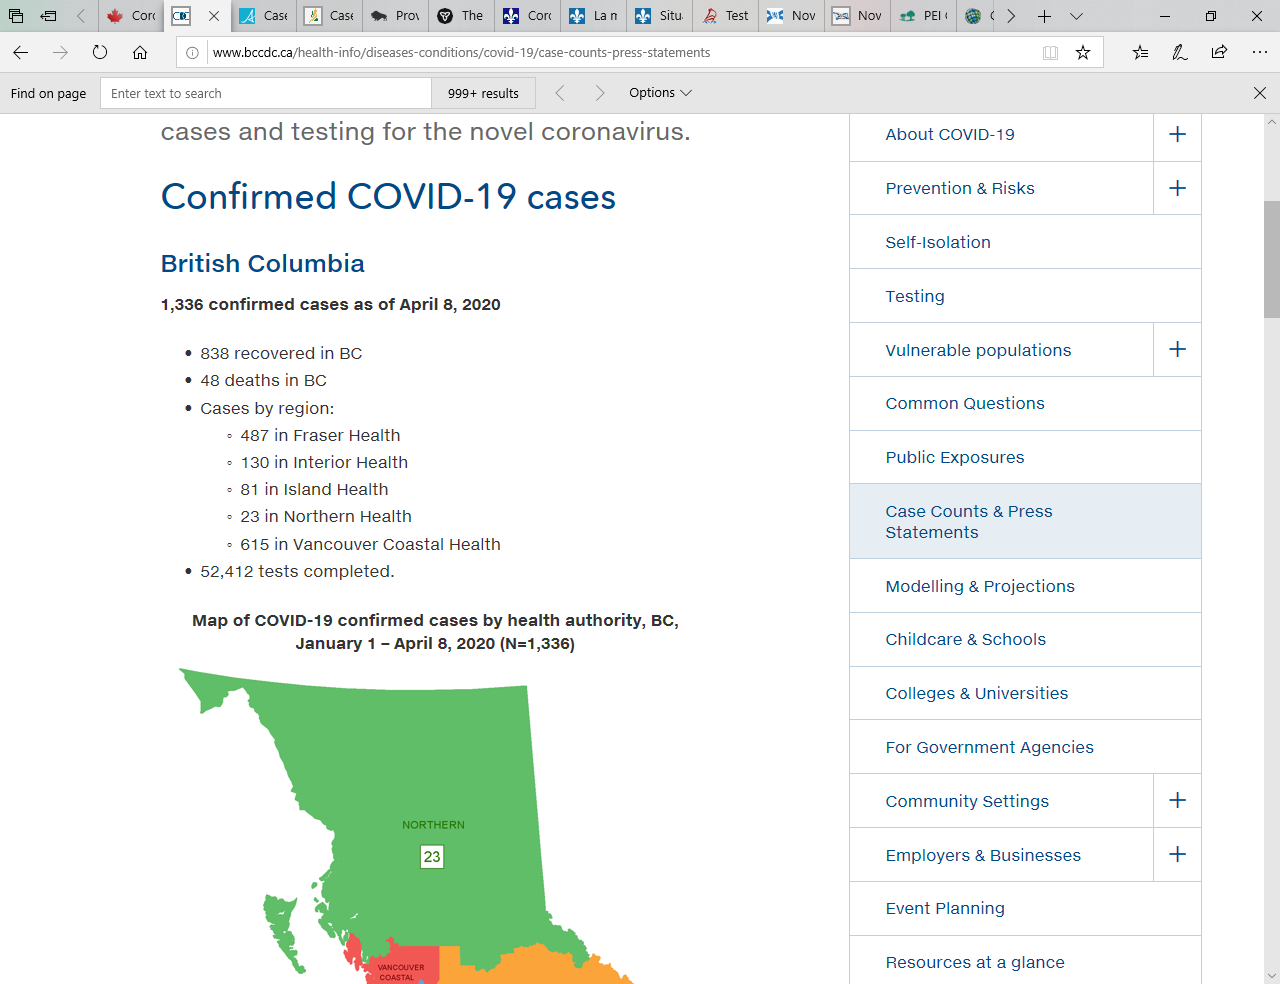 Corc
Case
Case
Prov
The
Corc
La m
Situ
Test
Nov
Nov
PEI
www.bccdc.ca/health-info/diseases-conditions/covid-19/case-counts-press-statements
Find on page
Enter text to search
999+ results
Options
cases and testing for the novel coronavirus.
Confirmed COVID-19 cases
British Columbia
1,336 confirmed cases as of April 8, 2020
• 838 recovered in BC
• 48 deaths in BC
• Cases by region:
◦ 487 in Fraser Health
◦ 130 in Interior Health
◦ 81 in Island Health
◦ 23 in Northern Health
◦ 615 in Vancouver Coastal Health
• 52,412 tests completed.
Map of COVID-19 confirmed cases by health authority, BC,
January 1 – April 8, 2020 (N=1,336)
NORTHERN
23
VANCOUVER
COASTAL
About COVID-19
Prevention & Risks
Self-Isolation
Testing
Vulnerable populations
Common Questions
Public Exposures
Case Counts & Press
Statements
Modelling & Projections
Childcare & Schools
Colleges & Universities
For Government Agencies
Community Settings
Employers & Businesses
Event Planning
Resources at a glance